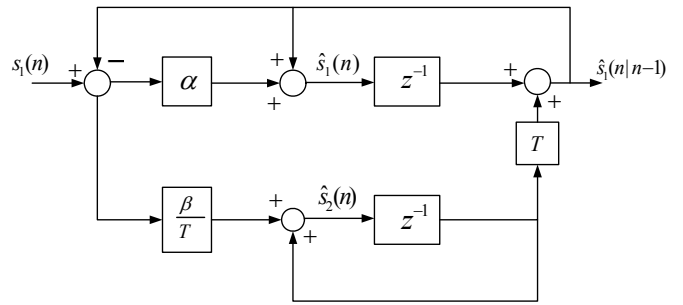 s₁(n)
+
−
α
+
+
ŝ₁(n)
z⁻¹
+
+
ŝ₁(n|n−1)
T
β
T
+
+
ŝ₂(n)
z⁻¹